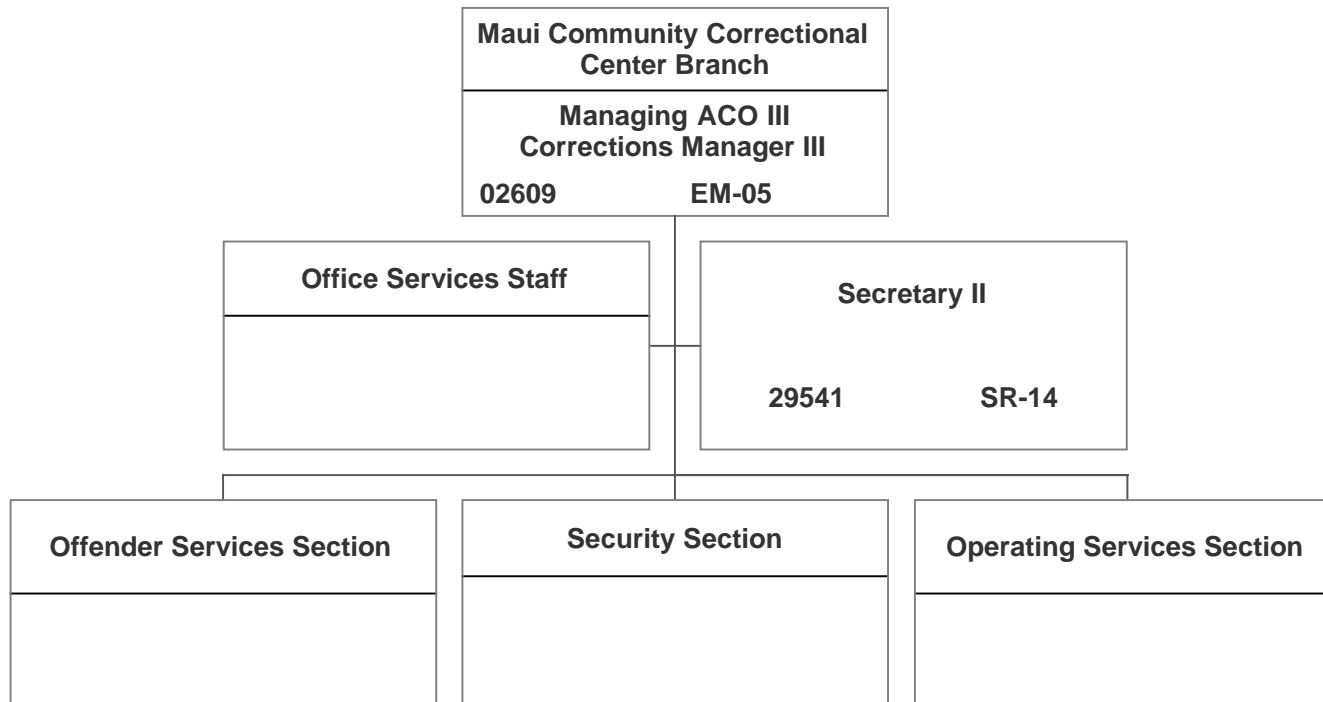 Maui Community Correctional
Center Branch
Managing ACO III
Corrections Manager III
02609 EM-05
Office Services Staff
Secretary II
29541 SR-14
Offender Services Section
Security Section
Operating Services Section